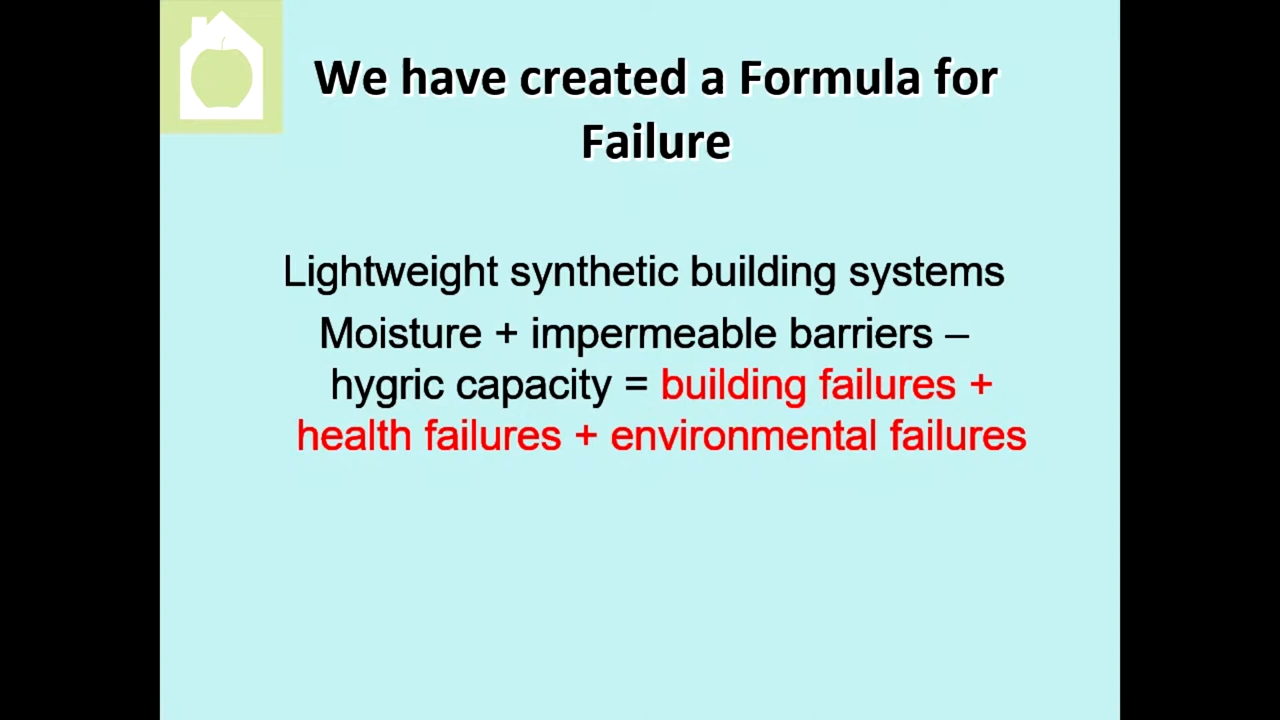 We have created a Formula for
Failure
Lightweight synthetic building systems
Moisture + impermeable barriers –
hygric capacity = building failures +
health failures + environmental failures